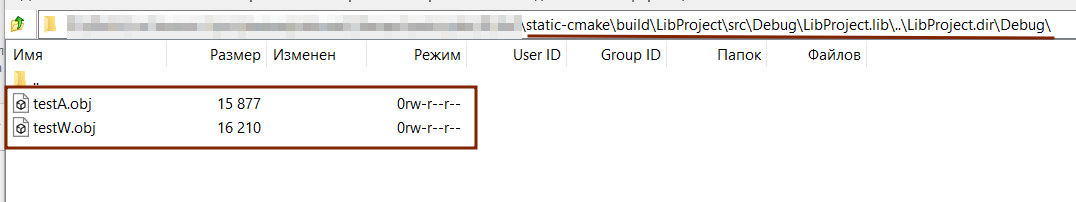 \static-cmake\build\LibProject\src\Debug\LibProject.lib\..\LibProject.dir\Debug\
Имя Размер Изменен Режим User ID Group ID Папок Файлов
..
testA.obj 15 877 0rw-r--r--
testW.obj 16 210 0rw-r--r--